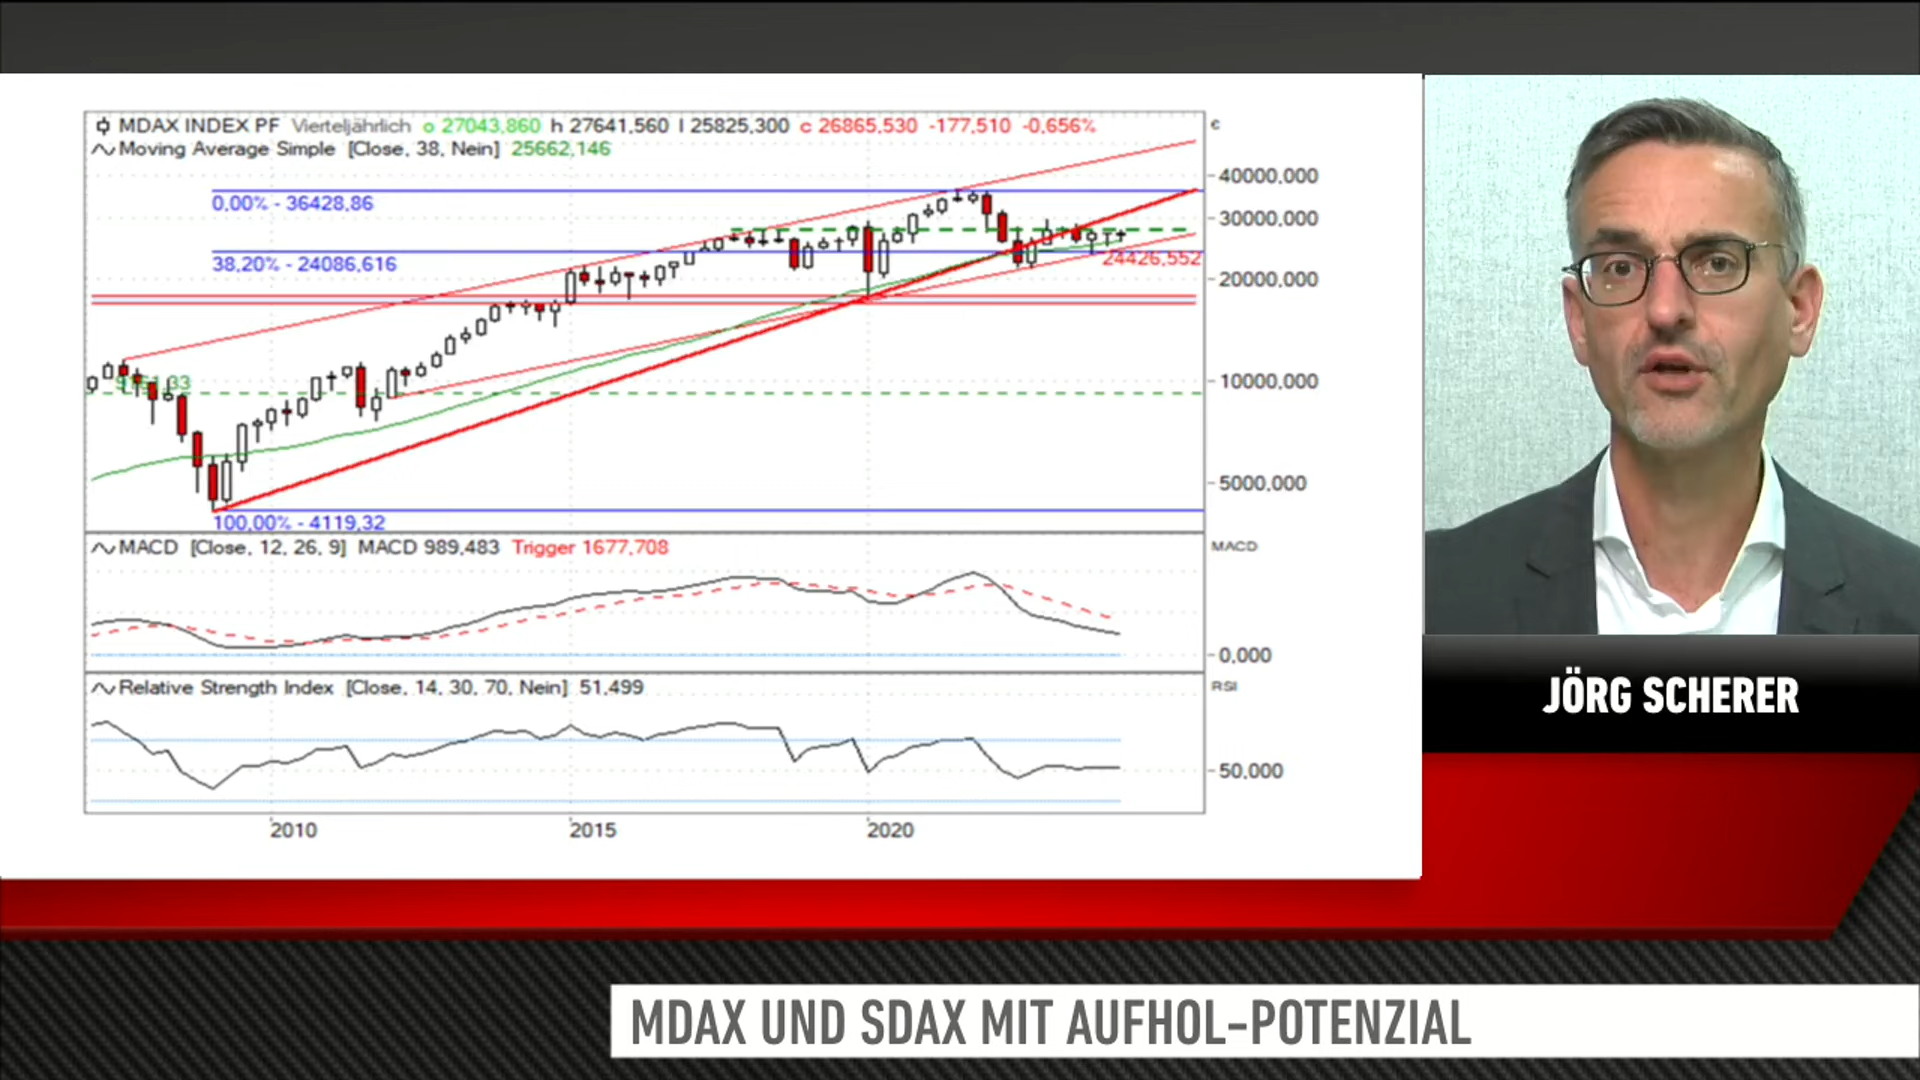 MDAX INDEX PF Vierteljährlich o 27043,860 h 27641,560 l 25825,300 c 26865,530 -177,510 -0,656%
Moving Average Simple [Close, 38, Nein] 25662,146
€
40000,000
0,00% - 36428,86
30000,000
38,20% - 24086,616
24426,552
20000,000
10000,000
5000,000
100,00% - 4119,32
MACD [Close, 12, 26, 9] MACD 989,483 Trigger 1677,708
MACD
0,000
Relative Strength Index [Close, 14, 30, 70, Nein] 51,499
RSI
50,000
2010 2015 2020
JÖRG SCHERER
MDAX UND SDAX MIT AUFHOL-POTENZIAL